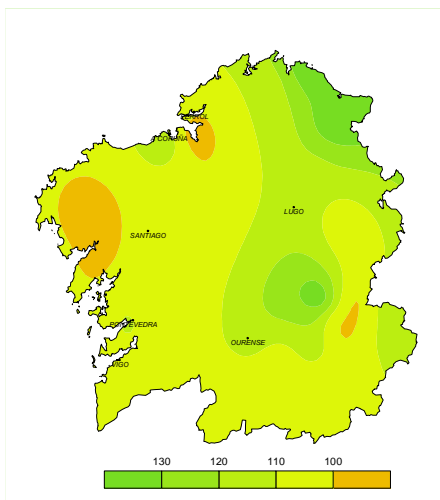 FERROL
A CORUÑA
LUGO
SANTIAGO
PONTEVEDRA
OURENSE
VIGO
130 120 110 100